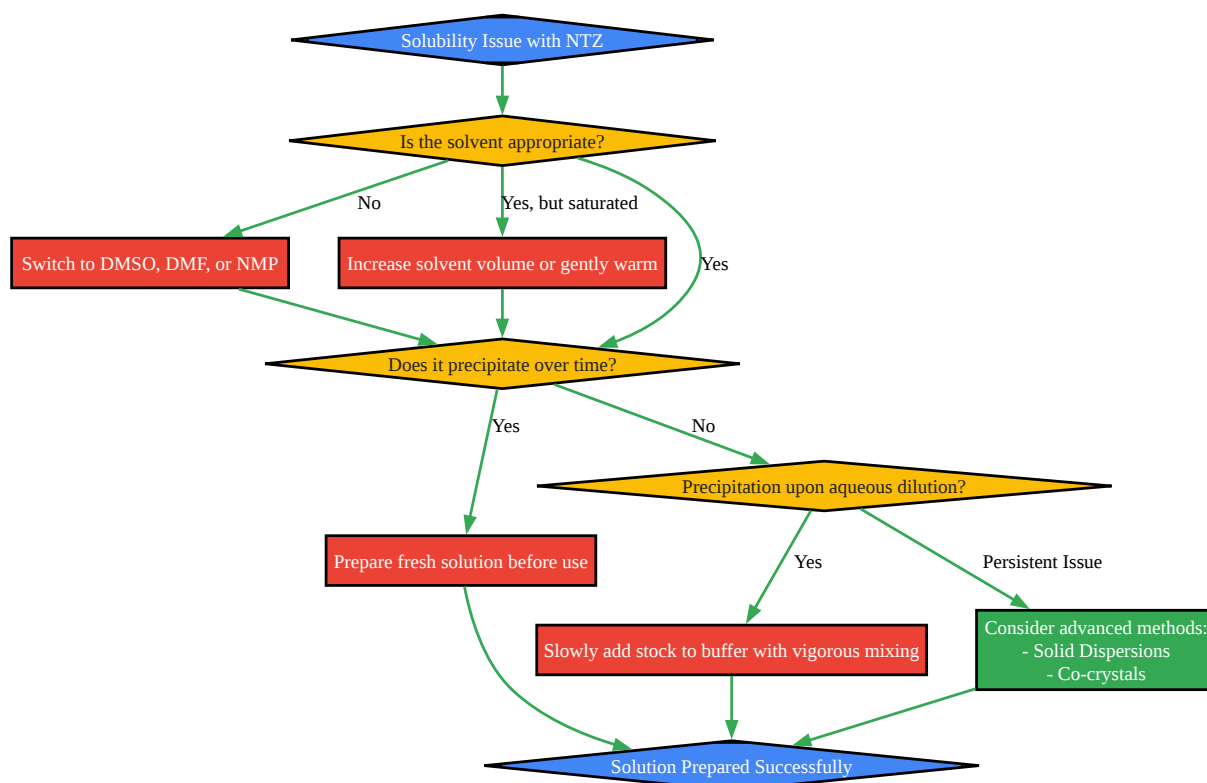 Solubility Issue with NTZ
Is the solvent appropriate?
No
Yes, but saturated
Switch to DMSO, DMF, or NMP
Increase solvent volume or gently warm
Yes
Does it precipitate over time?
Yes
No
Precipitation upon aqueous dilution?
Prepare fresh solution before use
Yes
Persistent Issue
Slowly add stock to buffer with vigorous mixing
Consider advanced methods:
- Solid Dispersions
- Co-crystals
Solution Prepared Successfully